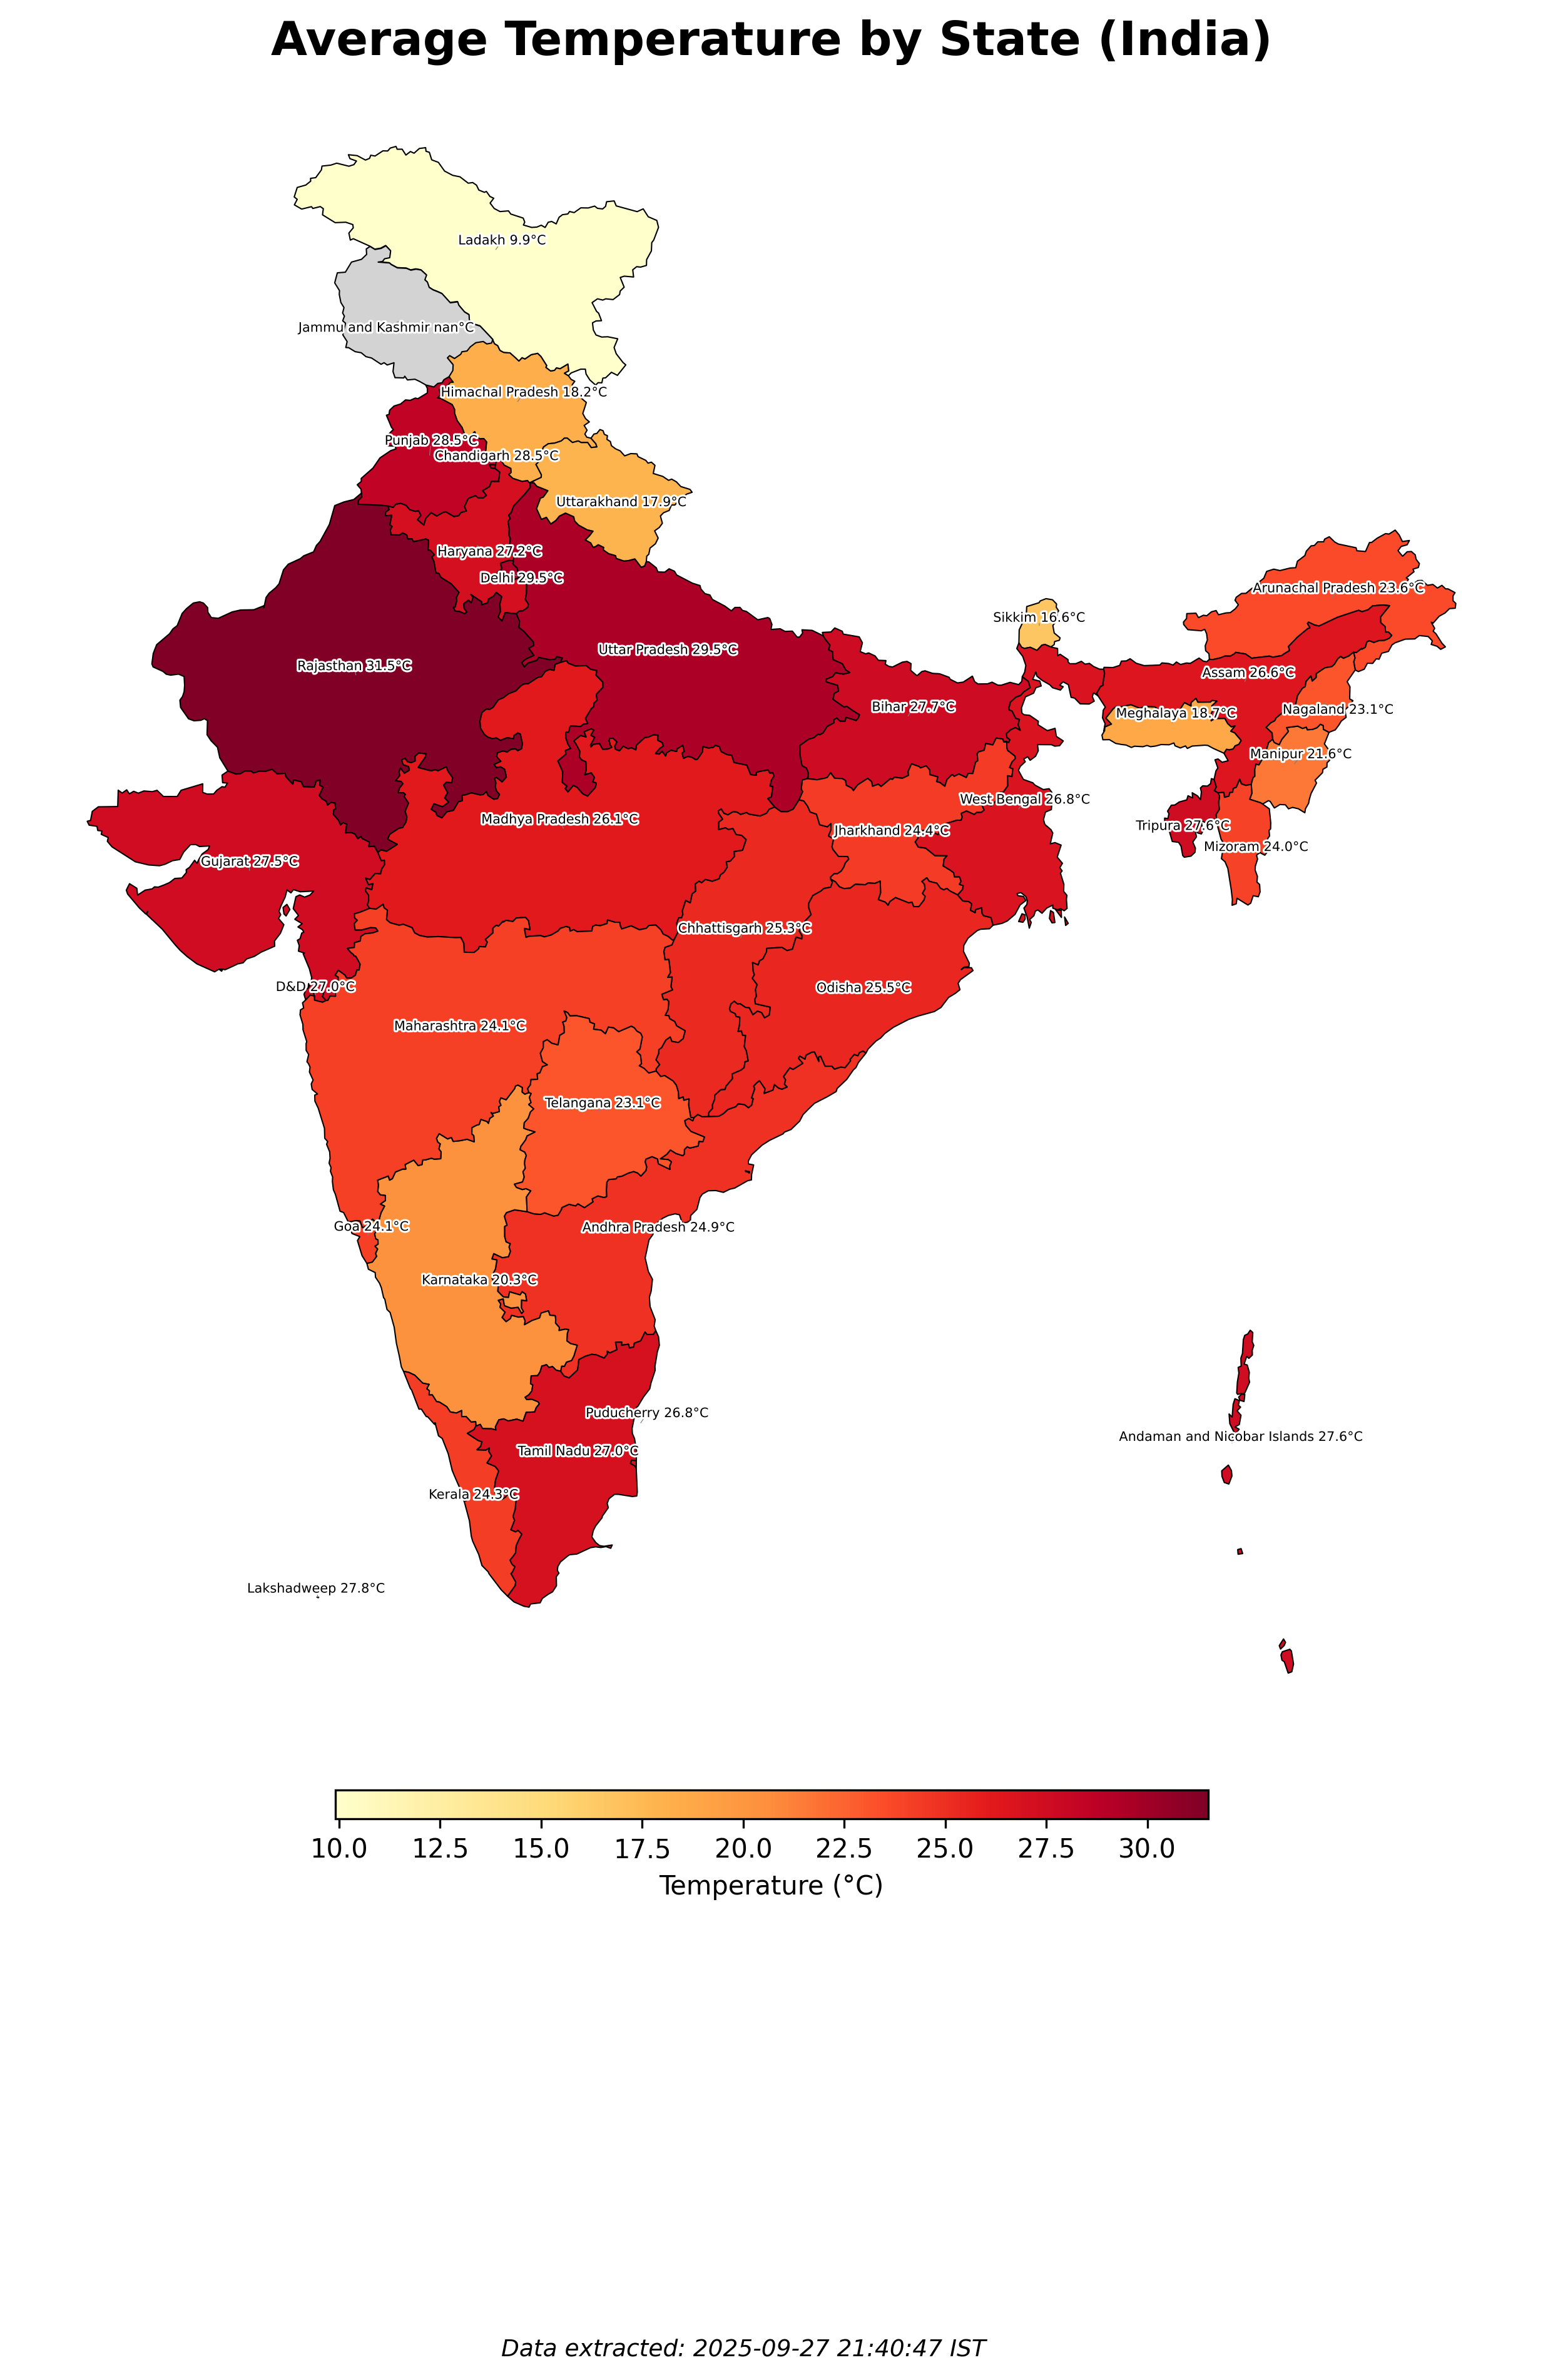 Average Temperature by State (India)
Ladakh 9.9°C
Jammu and Kashmir nan°C
Himachal Pradesh 18.2°C
Punjab 28.5°C
Chandigarh 28.5°C
Uttarakhand 17.9°C
Haryana 27.2°C
Delhi 29.5°C
Arunachal Pradesh 23.6°C
Sikkim 16.6°C
Uttar Pradesh 29.5°C
Rajasthan 31.5°C
Assam 26.6°C
Bihar 27.7°C
Nagaland 23.1°C
Meghalaya 18.7°C
Manipur 21.6°C
West Bengal 26.8°C
Madhya Pradesh 26.1°C
Tripura 27.6°C
Jharkhand 24.4°C
Mizoram 24.0°C
Gujarat 27.5°C
Chhattisgarh 25.3°C
D&D 27.0°C
Odisha 25.5°C
Maharashtra 24.1°C
Telangana 23.1°C
Goa 24.1°C
Andhra Pradesh 24.9°C
Karnataka 20.3°C
Puducherry 26.8°C
Andaman and Nicobar Islands 27.6°C
Tamil Nadu 27.0°C
Kerala 24.3°C
Lakshadweep 27.8°C
10.0 12.5 15.0 17.5 20.0 22.5 25.0 27.5 30.0
Temperature (°C)
Data extracted: 2025-09-27 21:40:47 IST